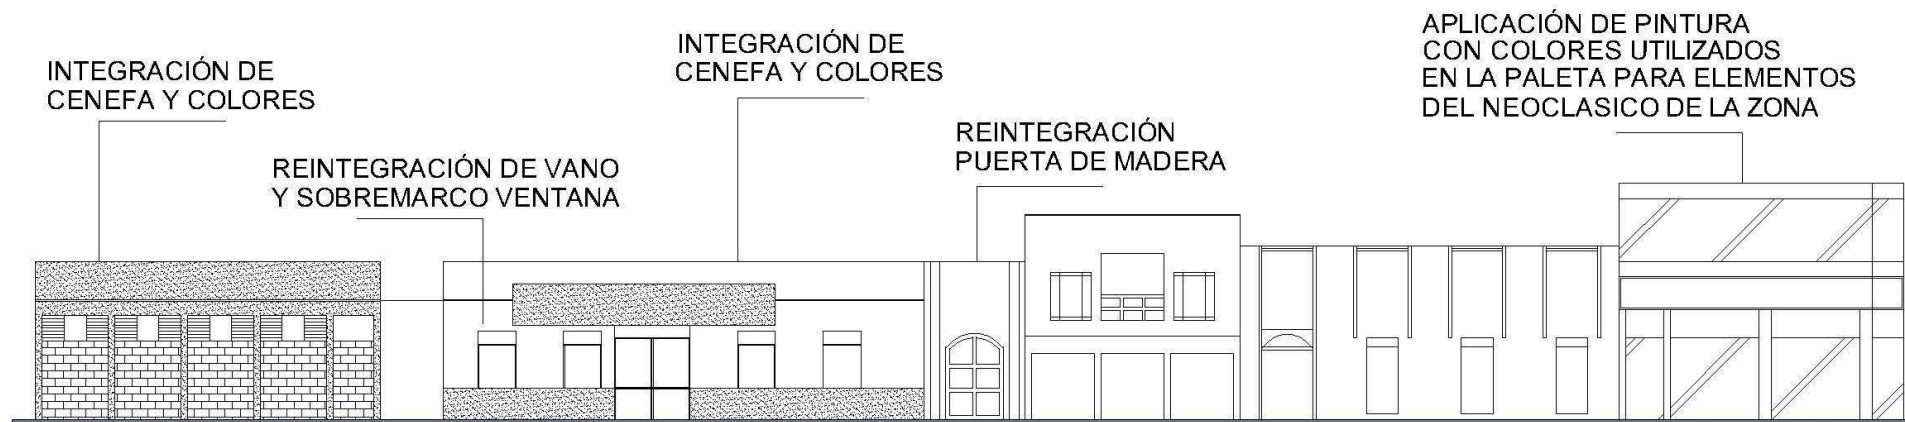 INTEGRACIÓN DE
CENEFA Y COLORES
REINTEGRACIÓN DE VANO
Y SOBREMARCO VENTANA
INTEGRACIÓN DE
CENEFA Y COLORES
REINTEGRACIÓN
PUERTA DE MADERA
APLICACIÓN DE PINTURA
CON COLORES UTILIZADOS
EN LA PALETA PARA ELEMENTOS
DEL NEOCLASICO DE LA ZONA